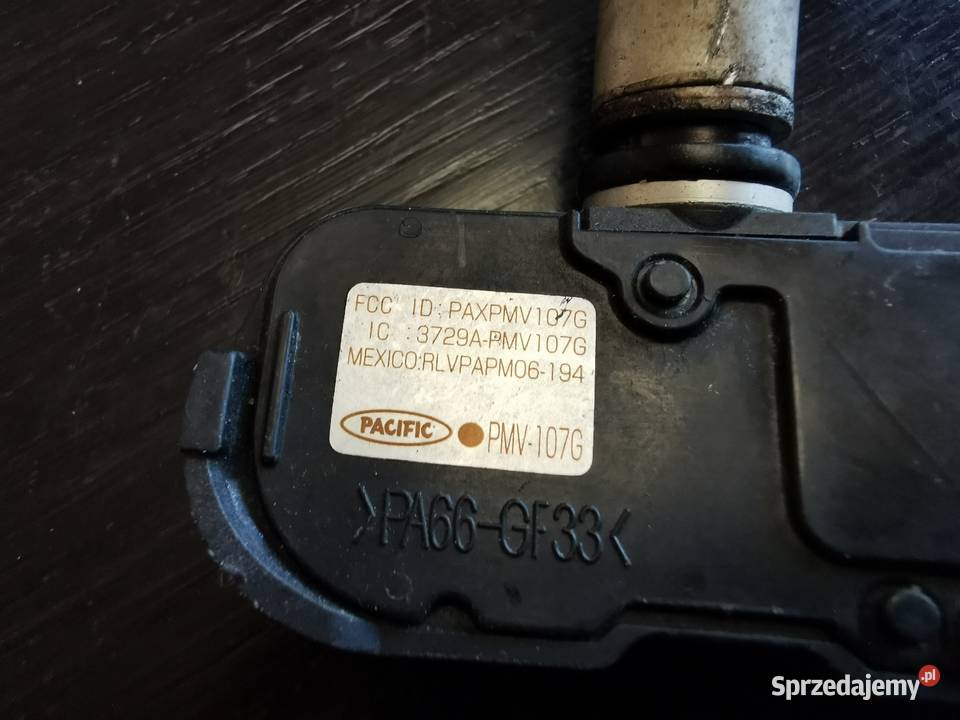 FCC ID: PAXPMV107G
IC :3729A-PMV107G
MEXICO:RLVPAPM06-194
PACIFIC PMV-107G
>PA66-GF33<
Sprzedajemy.pl